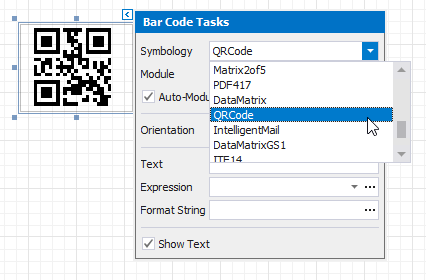 Bar Code Tasks
Symbology QRCode
Matrix2of5
Module
PDF417
Auto-Modu
DataMatrix
QRCode
Orientation
IntelligentMail
DataMatrixGS1
ITF14
Text
Expression
Format String
Show Text